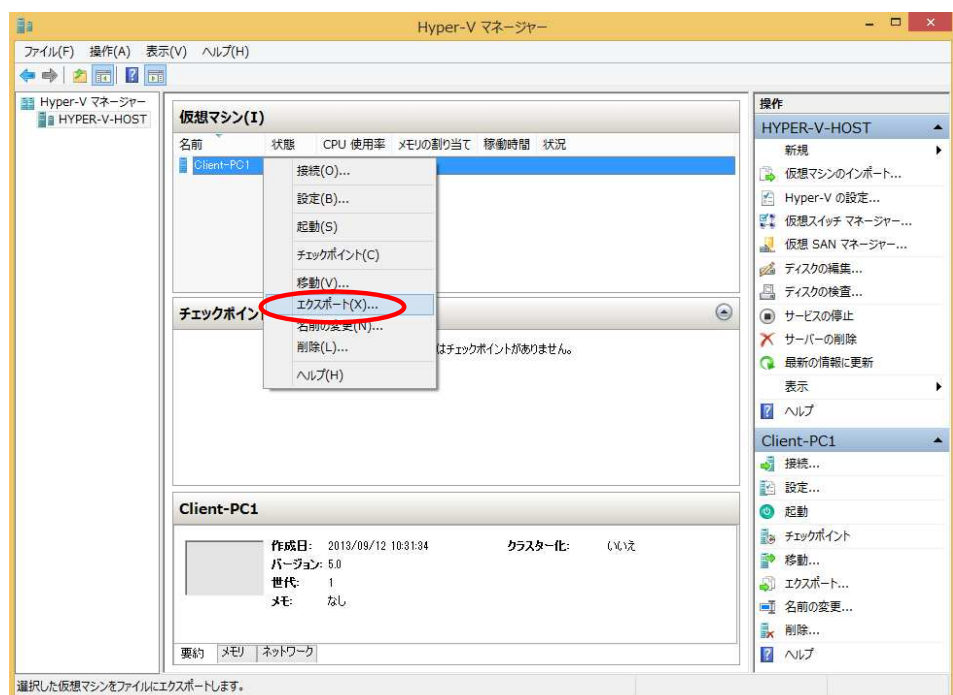 Hyper-V マネージャー
ファイル(F) 操作(A) 表示(V) ヘルプ(H)
Hyper-V マネージャー
HYPER-V-HOST
仮想マシン(I)
名前 状態 CPU 使用率 メモリの割り当て 稼働時間 状況
Client-PC1
接続(O)...
設定(B)...
起動(S)
チェックポイント(C)
移動(V)...
エクスポート(X)...
名前の変更(N)...
削除(L)...
ヘルプ(H)
チェックポイン
はチェックポイントがありません。
Client-PC1
作成日: 2013/09/12 10:31:34 クラスター化: いいえ
バージョン: 5.0
世代: 1
メモ: なし
要約 メモリ ネットワーク
操作
HYPER-V-HOST
新規
仮想マシンのインポート...
Hyper-V の設定...
仮想スイッチ マネージャー...
仮想 SAN マネージャー...
ディスクの編集...
ディスクの検査...
サービスの停止
サーバーの削除
最新の情報に更新
表示
ヘルプ
Client-PC1
接続...
設定...
起動
チェックポイント
移動...
エクスポート...
名前の変更...
削除...
ヘルプ
選択した仮想マシンをファイルにエクスポートします。